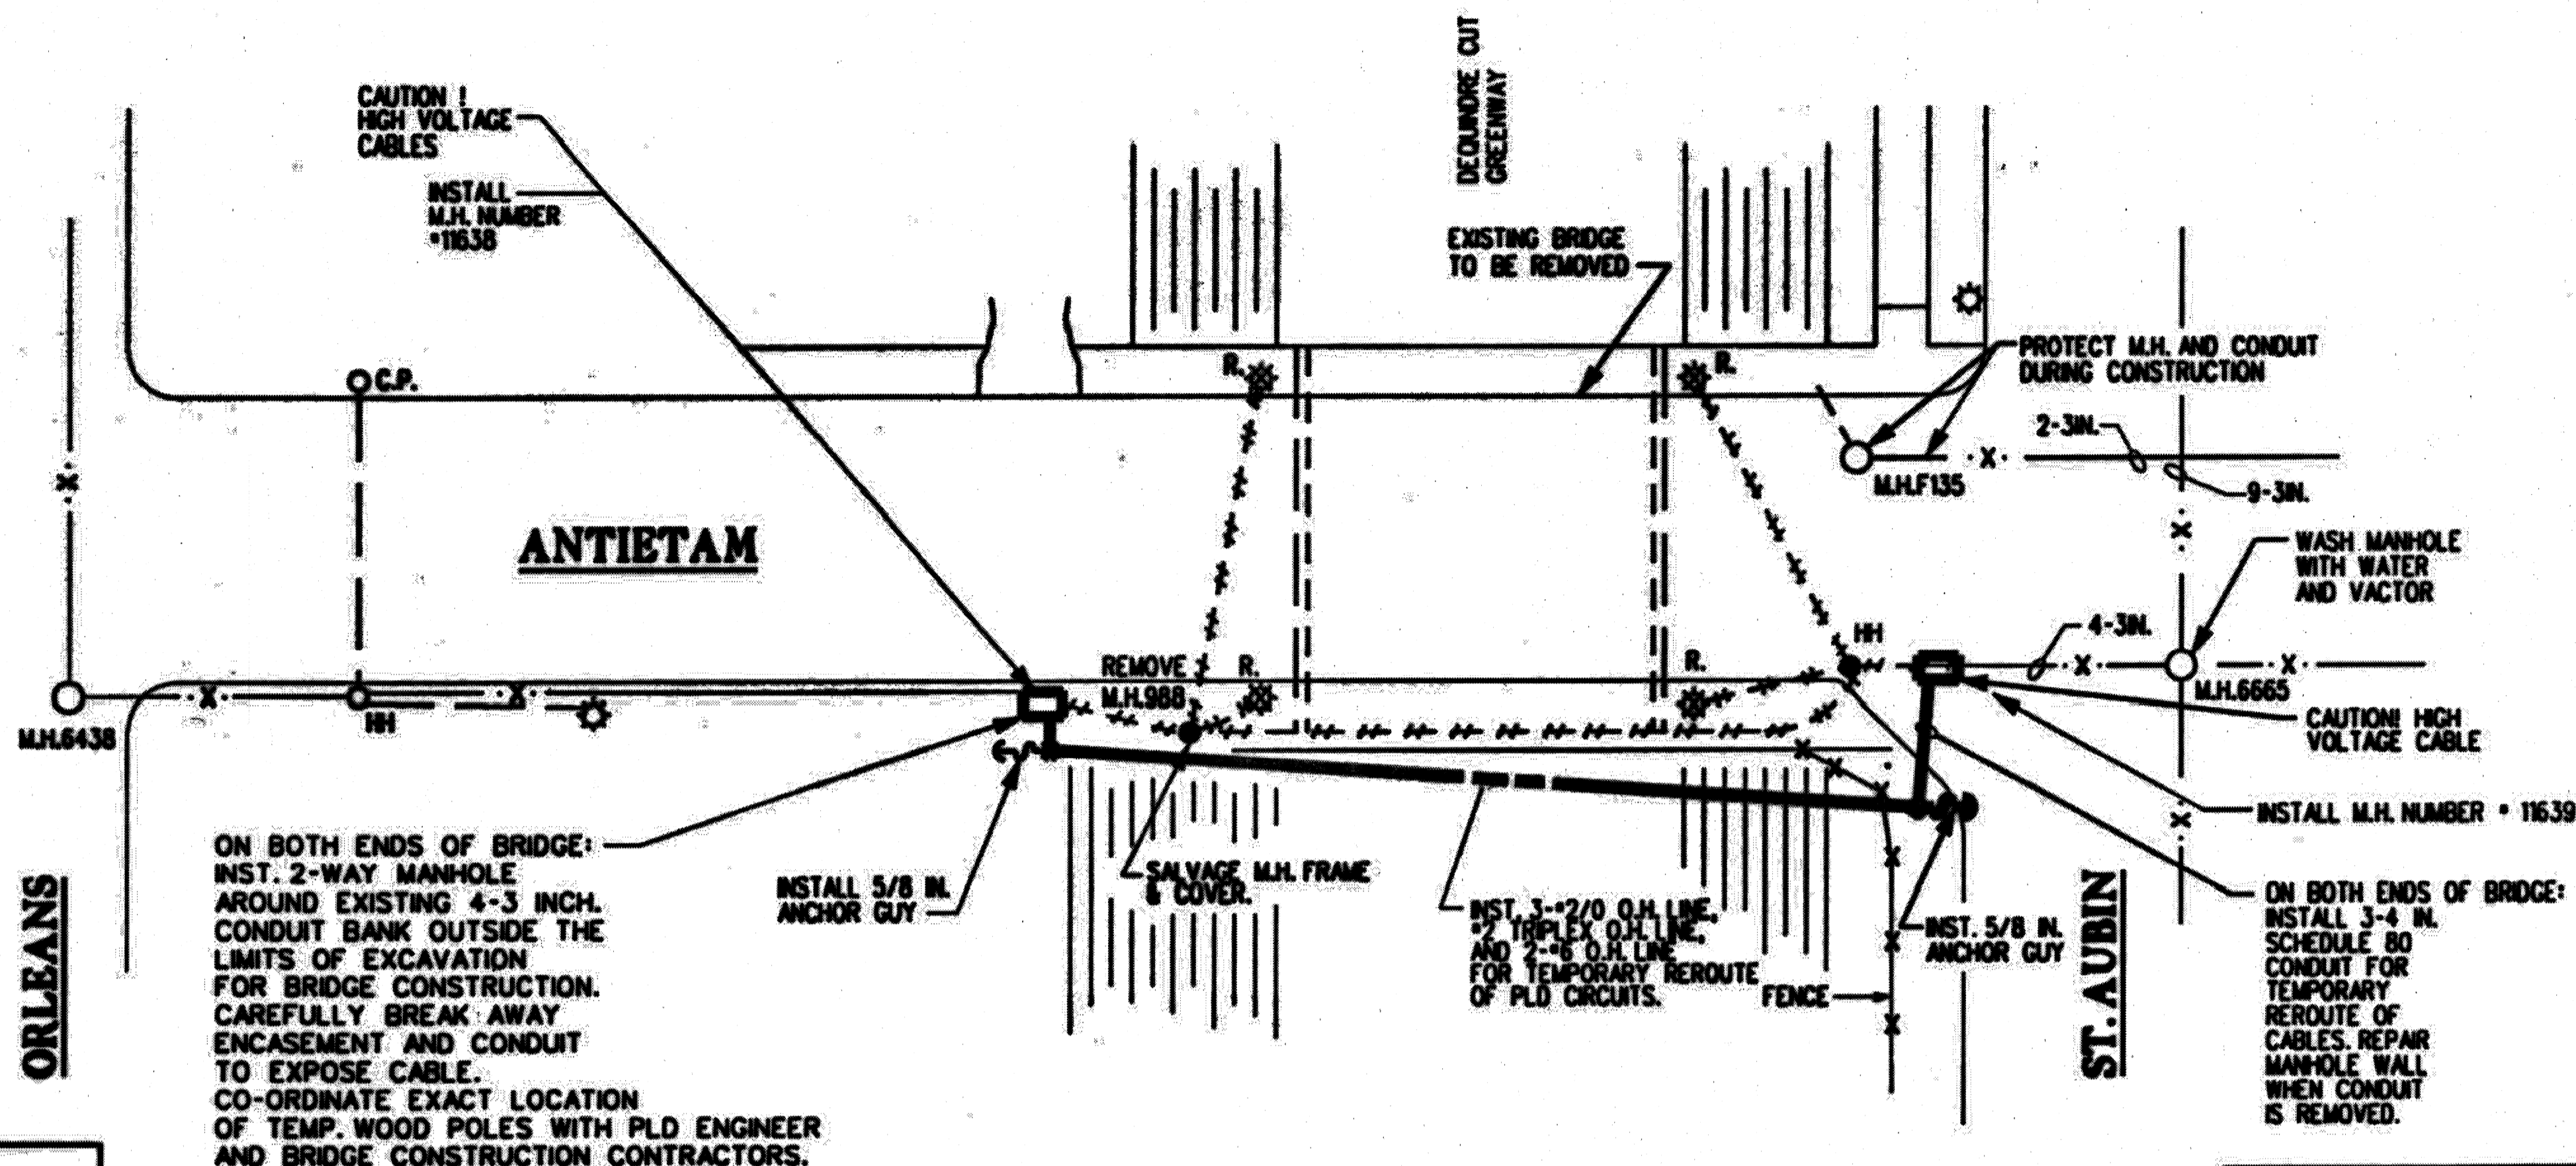 DEQUINDRE CUT
GREENWAY
CAUTION !
HIGH VOLTAGE
CABLES
INSTALL
M.H. NUMBER
#11638
EXISTING BRIDGE
TO BE REMOVED
R.
R.
PROTECT M.H. AND CONDUIT
DURING CONSTRUCTION
C.P.
2-3IN.
M.H.F135
9-3IN.
ANTIETAM
WASH MANHOLE
WITH WATER
AND VACTOR
HH
4-3IN.
REMOVE
M.H.988
R.
R.
M.H.6665
HH
M.H.6438
CAUTION! HIGH
VOLTAGE CABLE
INSTALL M.H. NUMBER # 11639
ON BOTH ENDS OF BRIDGE:
INST. 2-WAY MANHOLE
AROUND EXISTING 4-3 INCH.
CONDUIT BANK OUTSIDE THE
LIMITS OF EXCAVATION
FOR BRIDGE CONSTRUCTION.
CAREFULLY BREAK AWAY
ENCASEMENT AND CONDUIT
TO EXPOSE CABLE.
CO-ORDINATE EXACT LOCATION
OF TEMP. WOOD POLES WITH PLD ENGINEER
AND BRIDGE CONSTRUCTION CONTRACTORS.
INSTALL 5/8 IN.
ANCHOR GUY
SALVAGE M.H. FRAME
& COVER.
INST. 3-#2/0 O.H. LINE,
#2 TRIPLEX O.H. LINE,
AND 2-#6 O.H. LINE
FOR TEMPORARY REROUTE
OF PLD CIRCUITS.
FENCE
INST. 5/8 IN.
ANCHOR GUY
ON BOTH ENDS OF BRIDGE:
INSTALL 3-4 IN.
SCHEDULE 80
CONDUIT FOR
TEMPORARY
REROUTE OF
CABLES. REPAIR
MANHOLE WALL
WHEN CONDUIT
IS REMOVED.
ORLEANS
ST. AUBIN